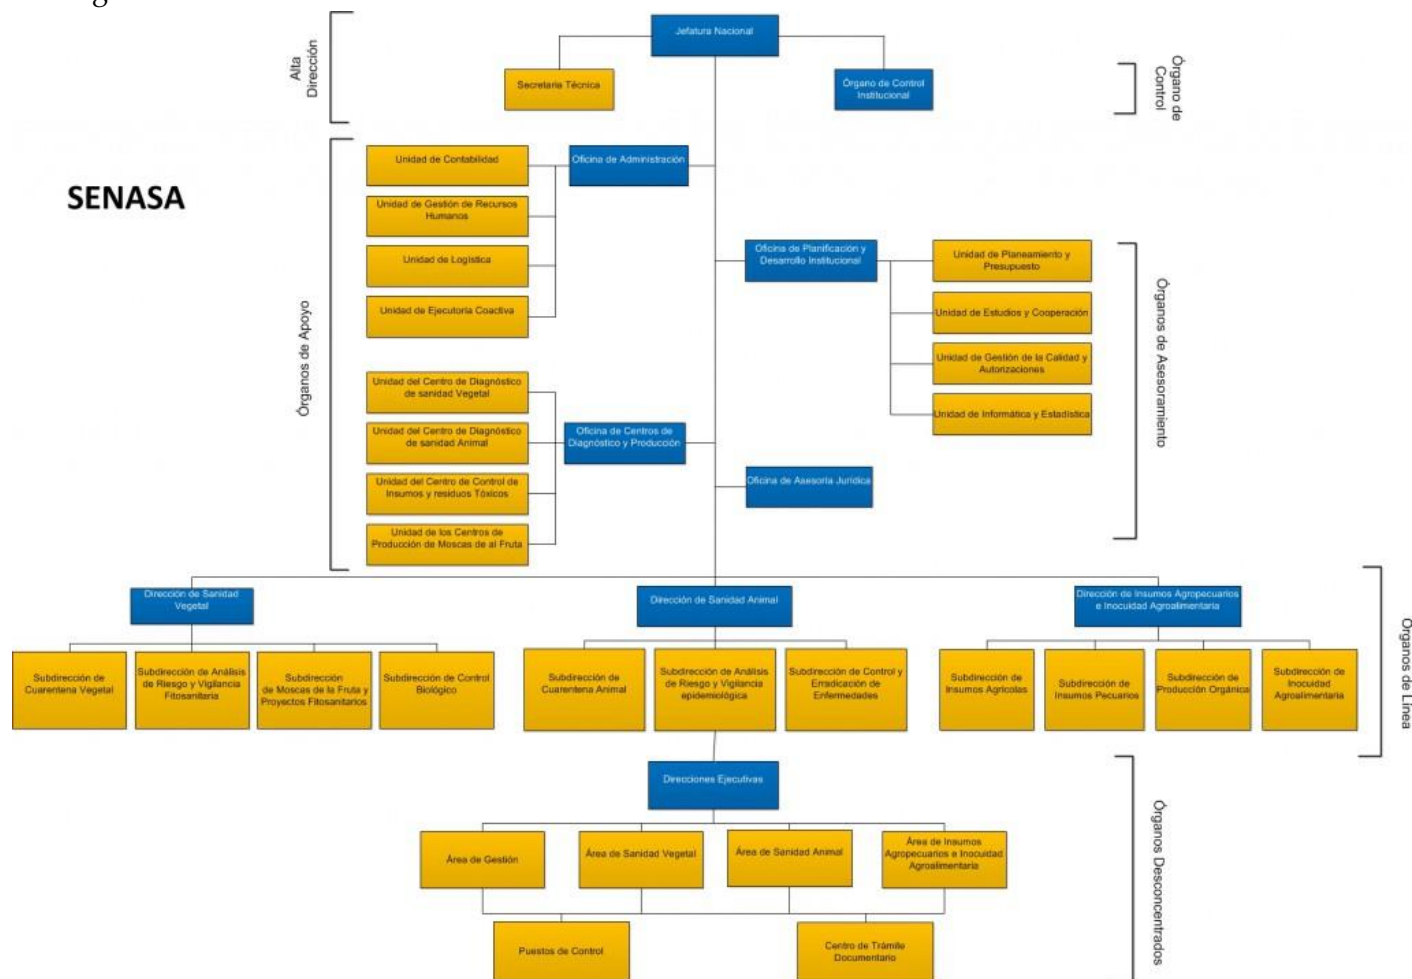 Jefatura Nacional
Alta
Dirección
Secretaria Técnica
Órgano de Control
Institucional
Órgano de
Control
SENASA
Unidad de Contabilidad
Oficina de Administración
Unidad de Gestión de Recursos
Humanos
Unidad de Logística
Unidad de Ejecutoría Coactiva
Órganos de Apoyo
Oficina de Planificación y
Desarrollo Institucional
Unidad de Planeamiento y
Presupuesto
Unidad de Estudios y Cooperación
Unidad de Gestión de la Calidad y
Autorizaciones
Unidad de Informática y Estadística
Órganos de Asesoramiento
Unidad del Centro de Diagnóstico
de sanidad Vegetal
Unidad del Centro de Diagnóstico
de sanidad Animal
Oficina de Centros de
Diagnóstico y Producción
Unidad del Centro de Control de
Insumos y residuos Tóxicos
Unidad de los Centros de
Producción de Moscas de al Fruta
Oficina de Asesoría Jurídica
Dirección de Sanidad
Vegetal
Dirección de Sanidad Animal
Dirección de Insumos Agropecuarios
e Inocuidad Agroalimentaria
Organos de Línea
Subdirección de
Cuarentena Vegetal
Subdirección de Análisis
de Riesgo y Vigilancia
Fitosanitaria
Subdirección
de Moscas de la Fruta y
Proyectos Fitosanitarios
Subdirección de Control
Biológico
Subdirección de
Cuarentena Animal
Subdirección de Análisis
de Riesgo y Vigilancia
epidemiológica
Subdirección de Control y
Erradicación de
Enfermedades
Subdirección de
Insumos Agrícolas
Subdirección de
Insumos Pecuarios
Subdirección de
Producción Orgánica
Subdirección de
Inocuidad
Agroalimentaria
Direcciones Ejecutivas
Órganos Desconcentrados
Área de Gestión
Área de Sanidad Vegetal
Área de Sanidad Animal
Área de Insumos
Agropecuarios e Inocuidad
Agroalimentaria
Puestos de Control
Centro de Trámite
Documentario